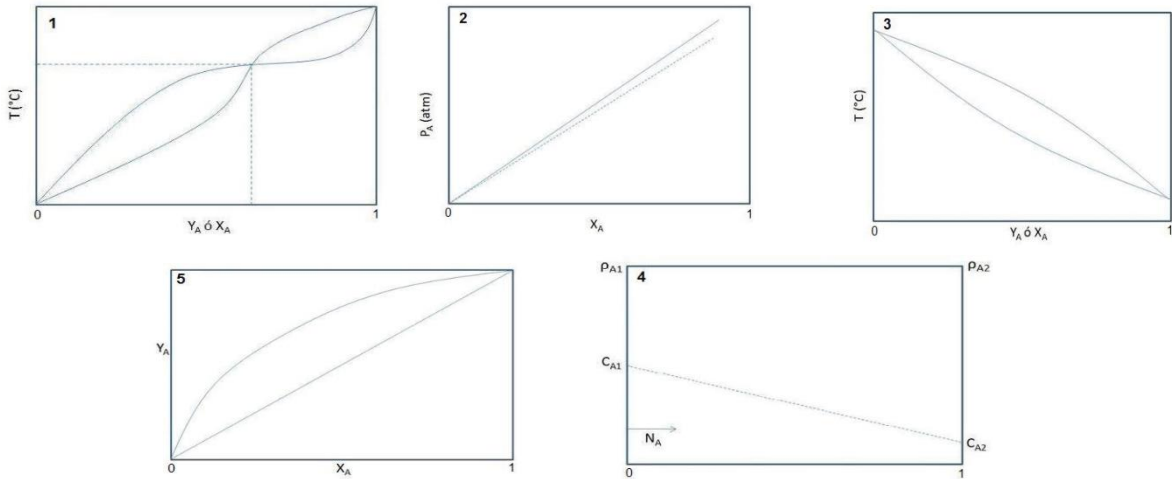 1
T (°C)
0
1
Y_A ó X_A
2
P_A (atm)
0
1
X_A
3
T (°C)
0
1
Y_A ó X_A
5
Y_A
0
X_A
1
ρ_A1
4
ρ_A2
C_A1
N_A
C_A2
0
1